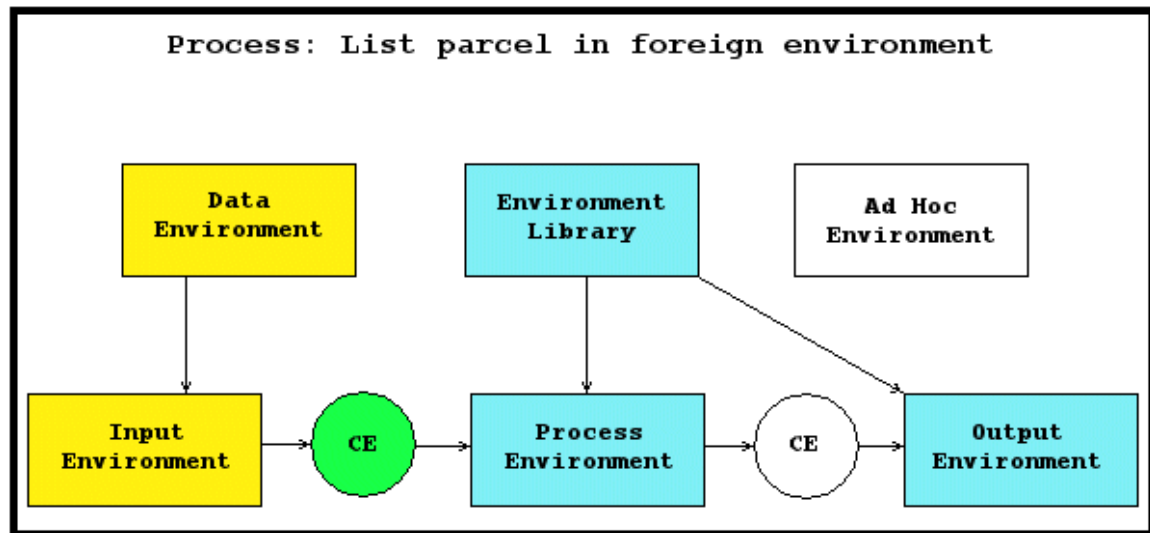 Process: List parcel in foreign environment
Data
Environment
Environment
Library
Ad Hoc
Environment
Input
Environment
CE
Process
Environment
CE
Output
Environment